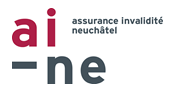 ai
assurance invalidité
neuchâtel
–ne